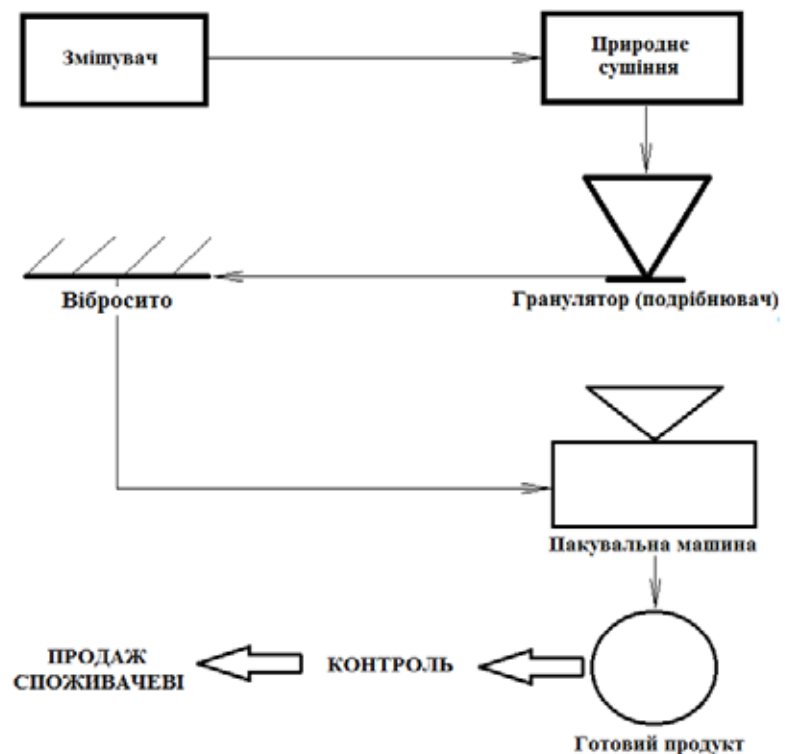 Змішувач
Природне
сушіння
Вібросито
Гранулятор (подрібнювач)
Пакувальна машина
ПРОДАЖ
СПОЖИВАЧЕВІ
КОНТРОЛЬ
Готовий продукт